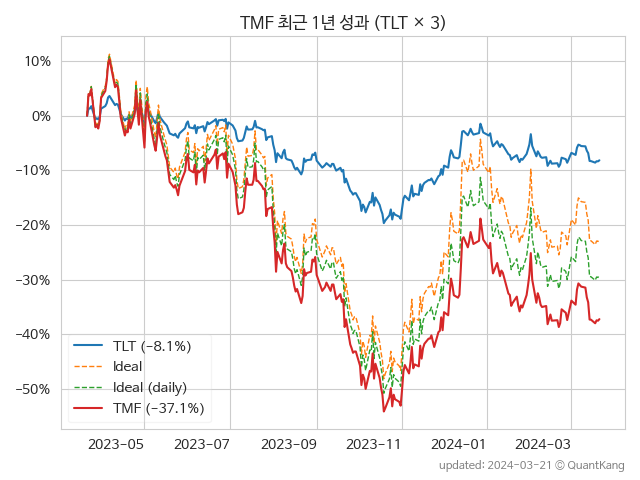 TMF 최근 1년 성과 (TLT × 3)
10%
0%
−10%
−20%
−30%
−40%
−50%
TLT (−8.1%)
Ideal
Ideal (daily)
TMF (−37.1%)
2023-05
2023-07
2023-09
2023-11
2024-01
2024-03
updated: 2024-03-21 © QuantKang